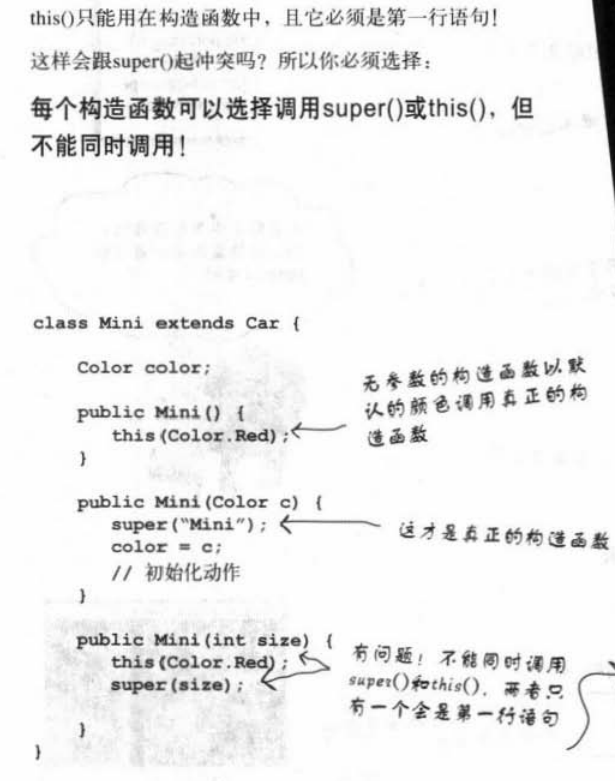 this()只能用在构造函数中，且它必须是第一行语句！
这样会跟super()起冲突吗？所以你必须选择：
每个构造函数可以选择调用super()或this()，但
不能同时调用！
class Mini extends Car {
Color color;
无参数的构造函数以默
认的颜色调用真正的构
造函数
public Mini() {
this(Color.Red);
}
public Mini(Color c) {
super(“Mini”);
这才是真正的构造函数
color = c;
// 初始化动作
}
public Mini(int size) {
this(Color.Red);
super(size);
有问题！不能同时调用
super()和this()，两者只
有一个会是第一行语句
}
}